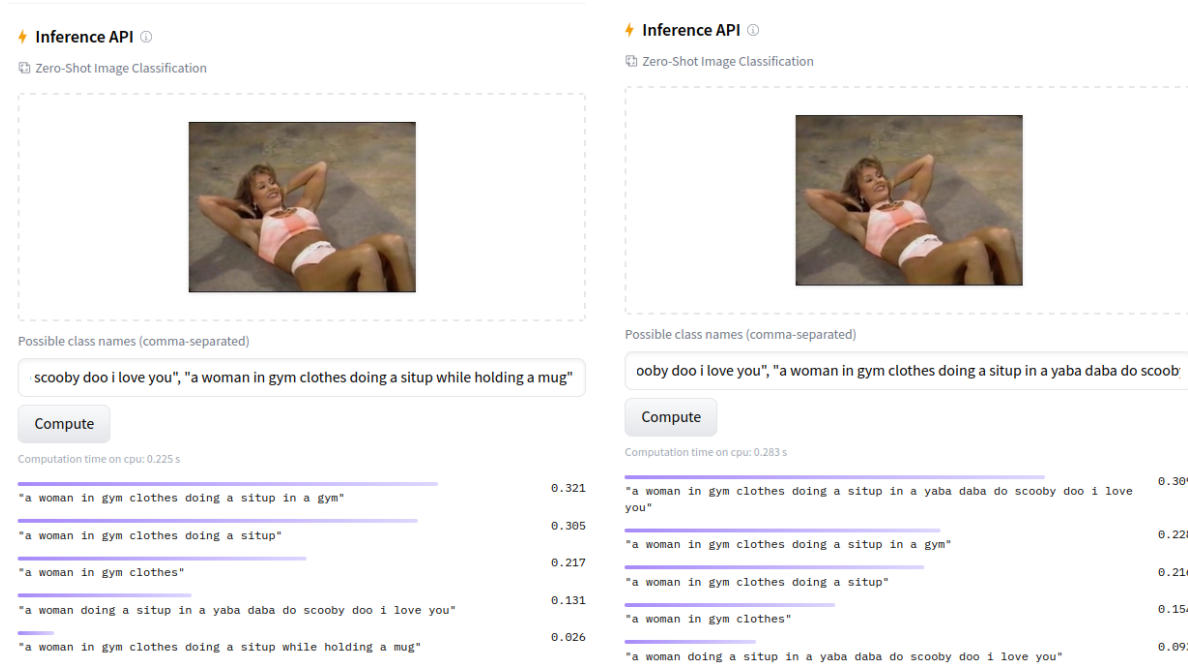 Inference API
Zero-Shot Image Classification
Possible class names (comma-separated)
scooby doo i love you", "a woman in gym clothes doing a situp while holding a mug"
Compute
Computation time on cpu: 0.225 s
"a woman in gym clothes doing a situp in a gym" 0.321
"a woman in gym clothes doing a situp" 0.305
"a woman in gym clothes" 0.217
"a woman doing a situp in a yaba daba do scooby doo i love you" 0.131
"a woman in gym clothes doing a situp while holding a mug" 0.026
Inference API
Zero-Shot Image Classification
Possible class names (comma-separated)
ooby doo i love you", "a woman in gym clothes doing a situp in a yaba daba do scooby
Compute
Computation time on cpu: 0.283 s
"a woman in gym clothes doing a situp in a yaba daba do scooby doo i love
you"
"a woman in gym clothes doing a situp in a gym"
"a woman in gym clothes doing a situp"
"a woman in gym clothes"
"a woman doing a situp in a yaba daba do scooby doo i love you"